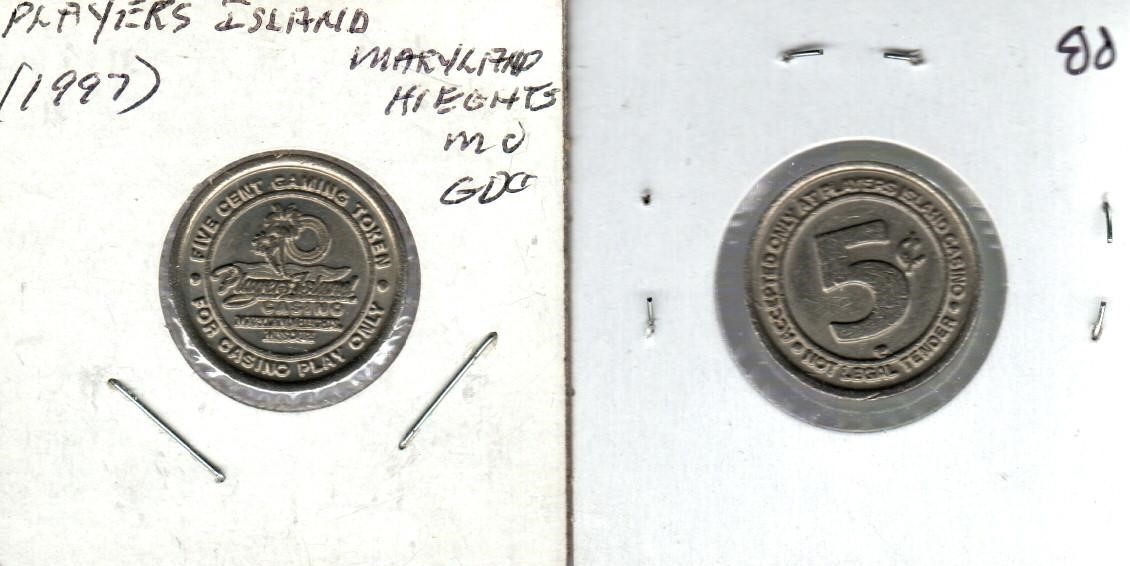 PLAYERS ISLAND
(1997)
MARYLAND
HIEGHTS
MO
GDC
FIVE CENT GAMING TOKEN
Players Island
CASINO
FOR CASINO PLAY ONLY
ACCEPTED ONLY AT PLAYERS ISLAND CASINO
5¢
NOT LEGAL TENDER